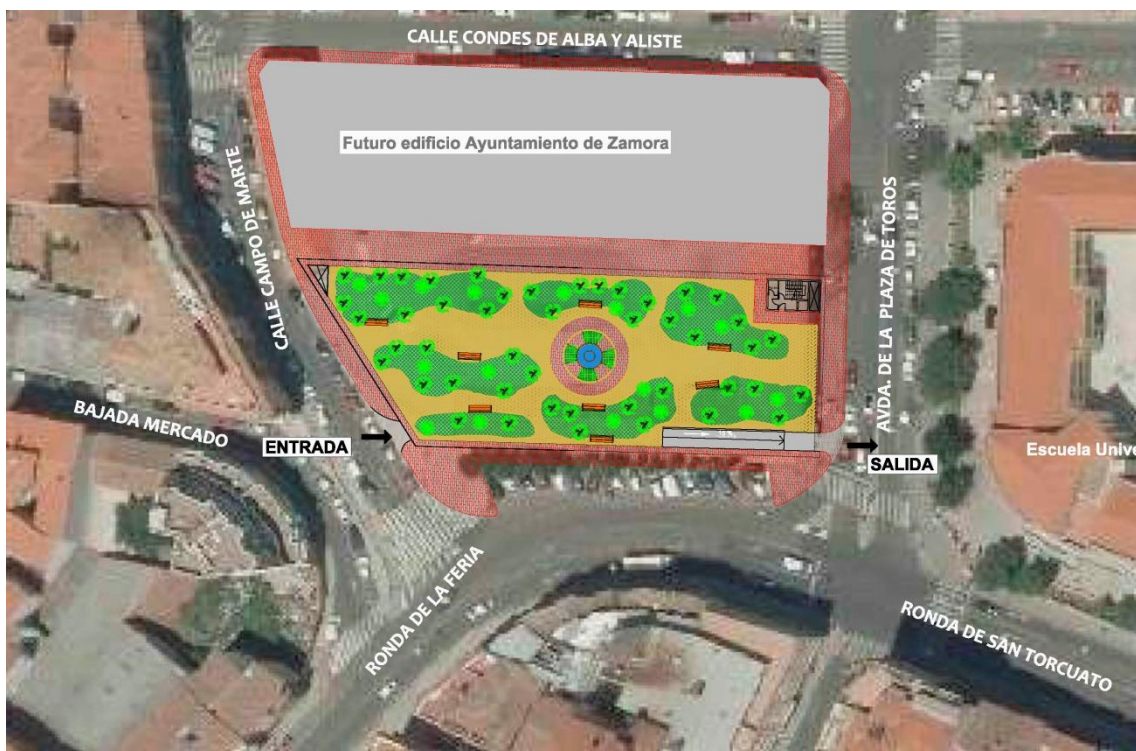 CALLE CONDES DE ALBA Y ALISTE
Futuro edificio Ayuntamiento de Zamora
CALLE CAMPO DE MARTE
AVDA. DE LA PLAZA DE TOROS
BAJADA MERCADO
ENTRADA
SALIDA
Escuela Unive
RONDA DE LA FERIA
RONDA DE SAN TORCUATO